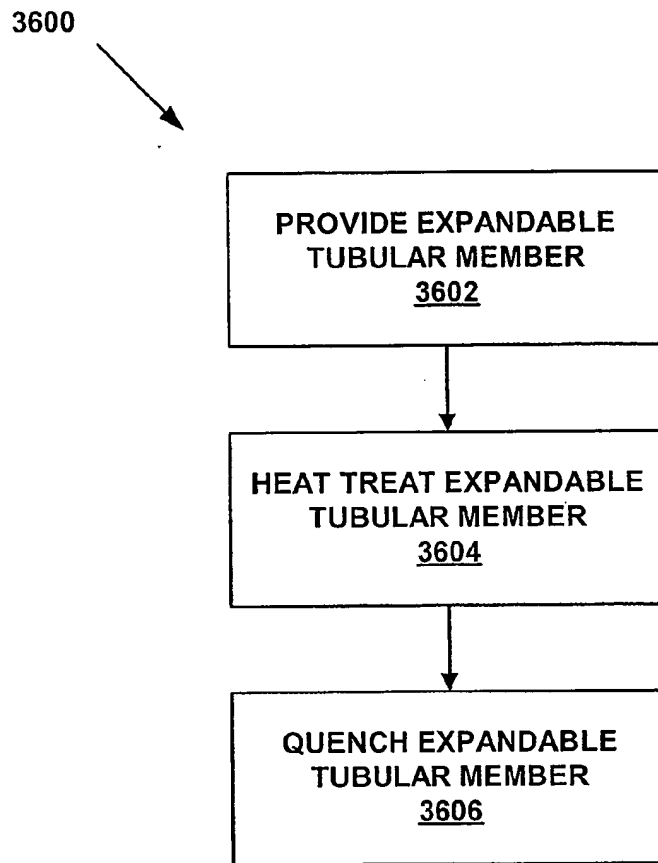 3600
PROVIDE EXPANDABLE
TUBULAR MEMBER
3602
HEAT TREAT EXPANDABLE
TUBULAR MEMBER
3604
QUENCH EXPANDABLE
TUBULAR MEMBER
3606